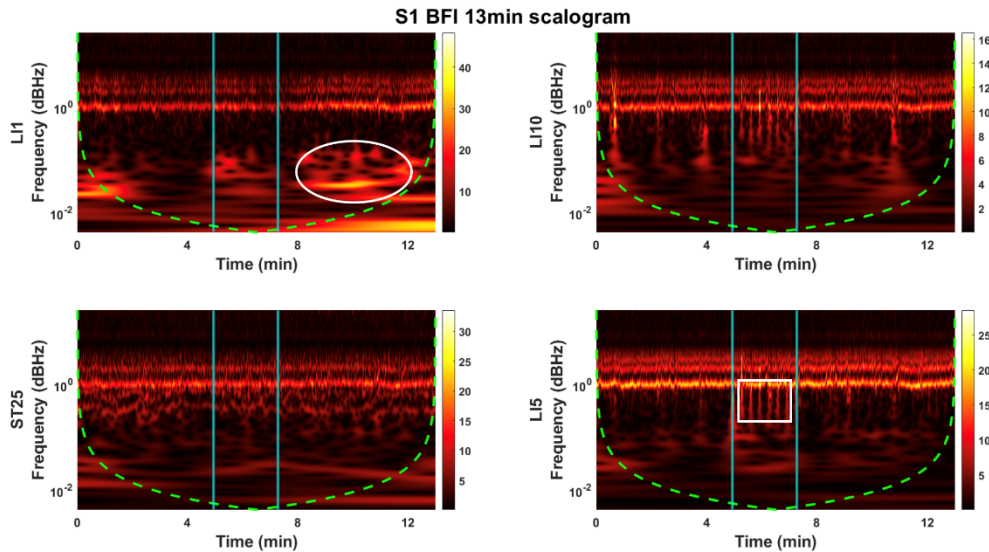 S1 BFI 13min scalogram
LI1
Frequency (dBHz)
10^0
10^-2
0 4 8 12
Time (min)
40
30
20
10
LI10
Frequency (dBHz)
10^0
10^-2
0 4 8 12
Time (min)
16
14
12
10
8
6
4
2
ST25
Frequency (dBHz)
10^0
10^-2
0 4 8 12
Time (min)
30
25
20
15
10
5
LI5
Frequency (dBHz)
10^0
10^-2
0 4 8 12
Time (min)
25
20
15
10
5